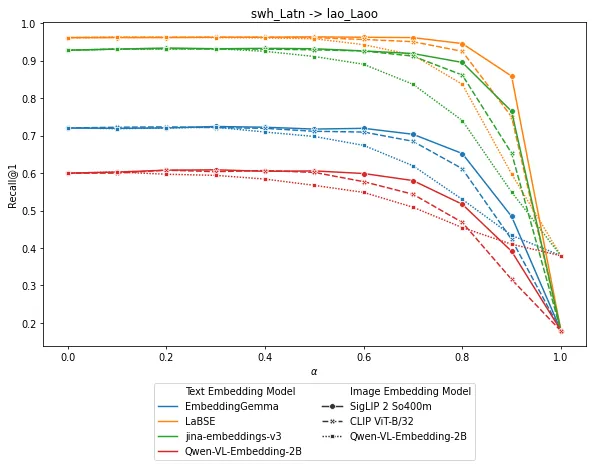 swh_Latn -> lao_Laoo
Recall@1
1.0
0.9
0.8
0.7
0.6
0.5
0.4
0.3
0.2
0.0
0.2
0.4
0.6
0.8
1.0
α
Text Embedding Model
EmbeddingGemma
LaBSE
jina-embeddings-v3
Qwen-VL-Embedding-2B
Image Embedding Model
SigLIP 2 So400m
CLIP ViT-B/32
Qwen-VL-Embedding-2B